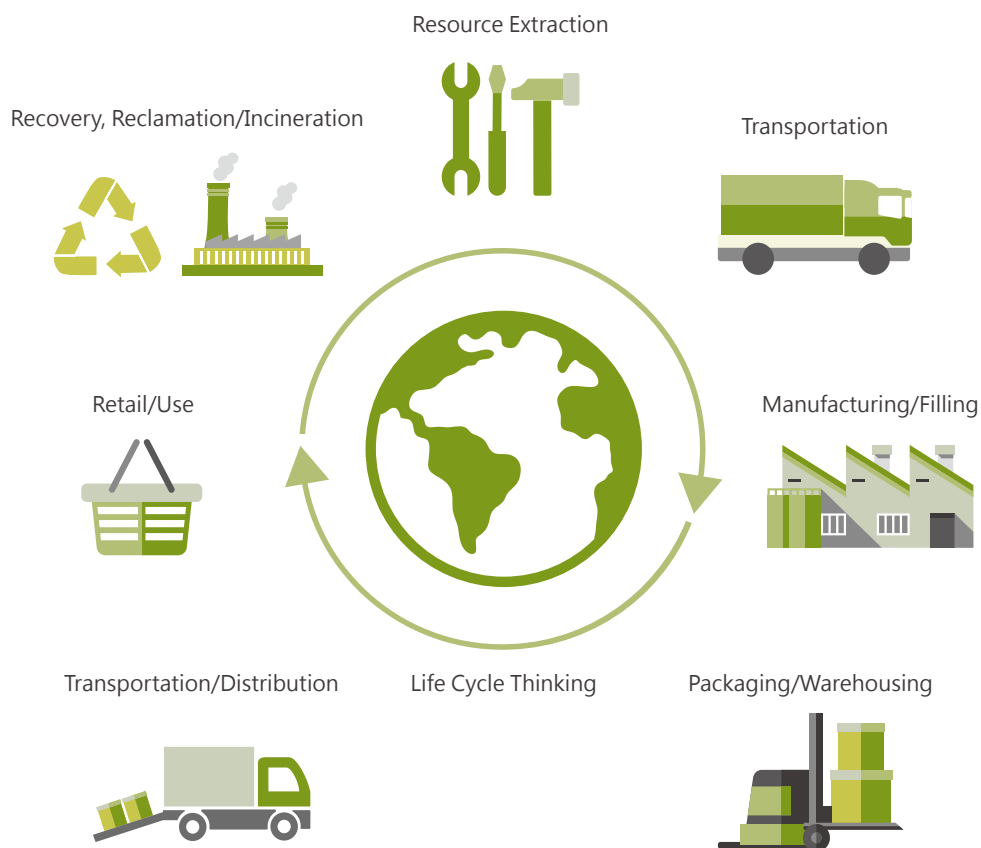 Resource Extraction
Recovery, Reclamation/Incineration
Transportation
Retail/Use
Manufacturing/Filling
Transportation/Distribution
Life Cycle Thinking
Packaging/Warehousing